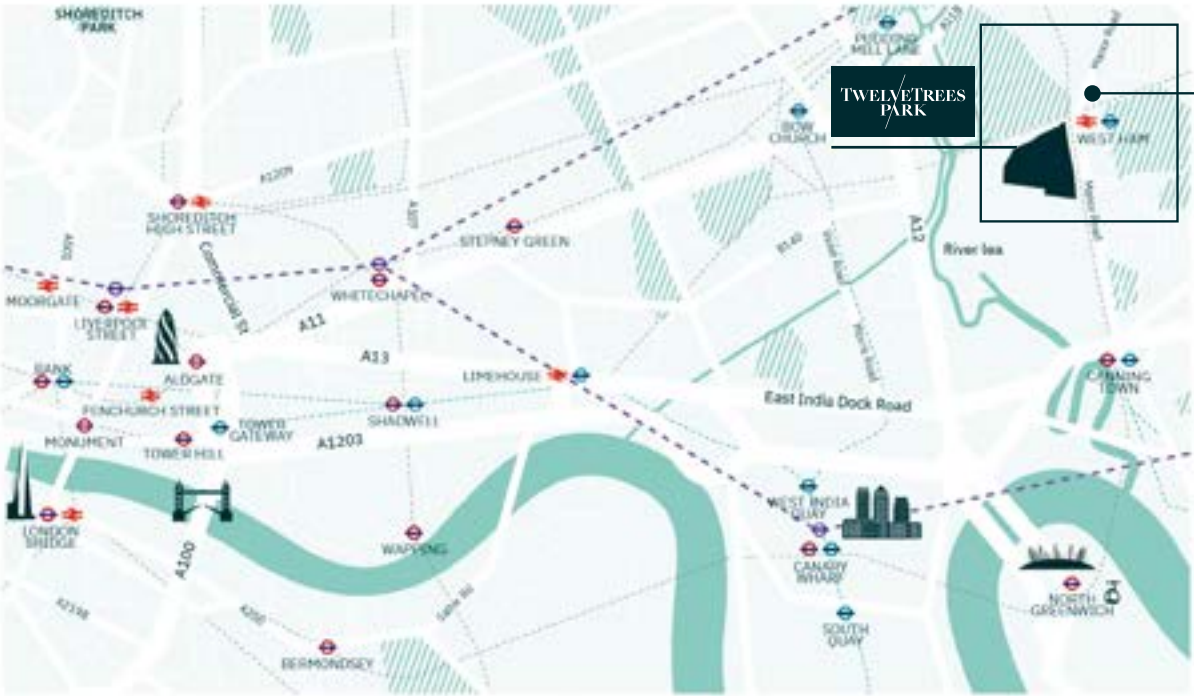 SHOREDITCH
PARK
PUDDING
MILL LANE
TWELVETREES
PARK
BOW
CHURCH
WEST HAM
A1209
SHOREDITCH
HIGH STREET
Commercial St
STEPNEY GREEN
A12
River lea
MOORGATE
LIVERPOOL
STREET
WHITECHAPEL
A11
A13
BANK
ALDGATE
LIMEHOUSE
CANNING
TOWN
FENCHURCH STREET
TOWER
GATEWAY
SHADWELL
East India Dock Road
MONUMENT
TOWER HILL
A1203
WEST INDIA
QUAY
LONDON
BRIDGE
A100
WAPPING
CANARY
WHARF
NORTH
GREENWICH
SOUTH
QUAY
BERMONDSEY